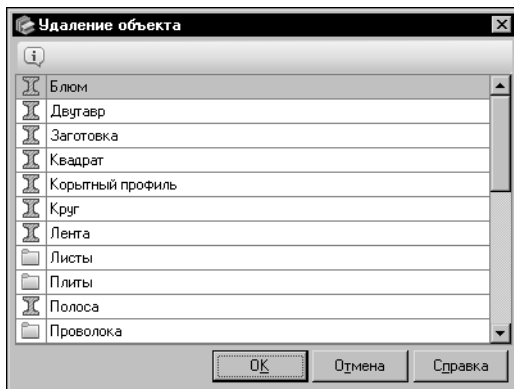 Удаление объекта
Блюм
Двутавр
Заготовка
Квадрат
Корытный профиль
Круг
Лента
Листы
Плиты
Полоса
Проволока
OK Отмена Справка